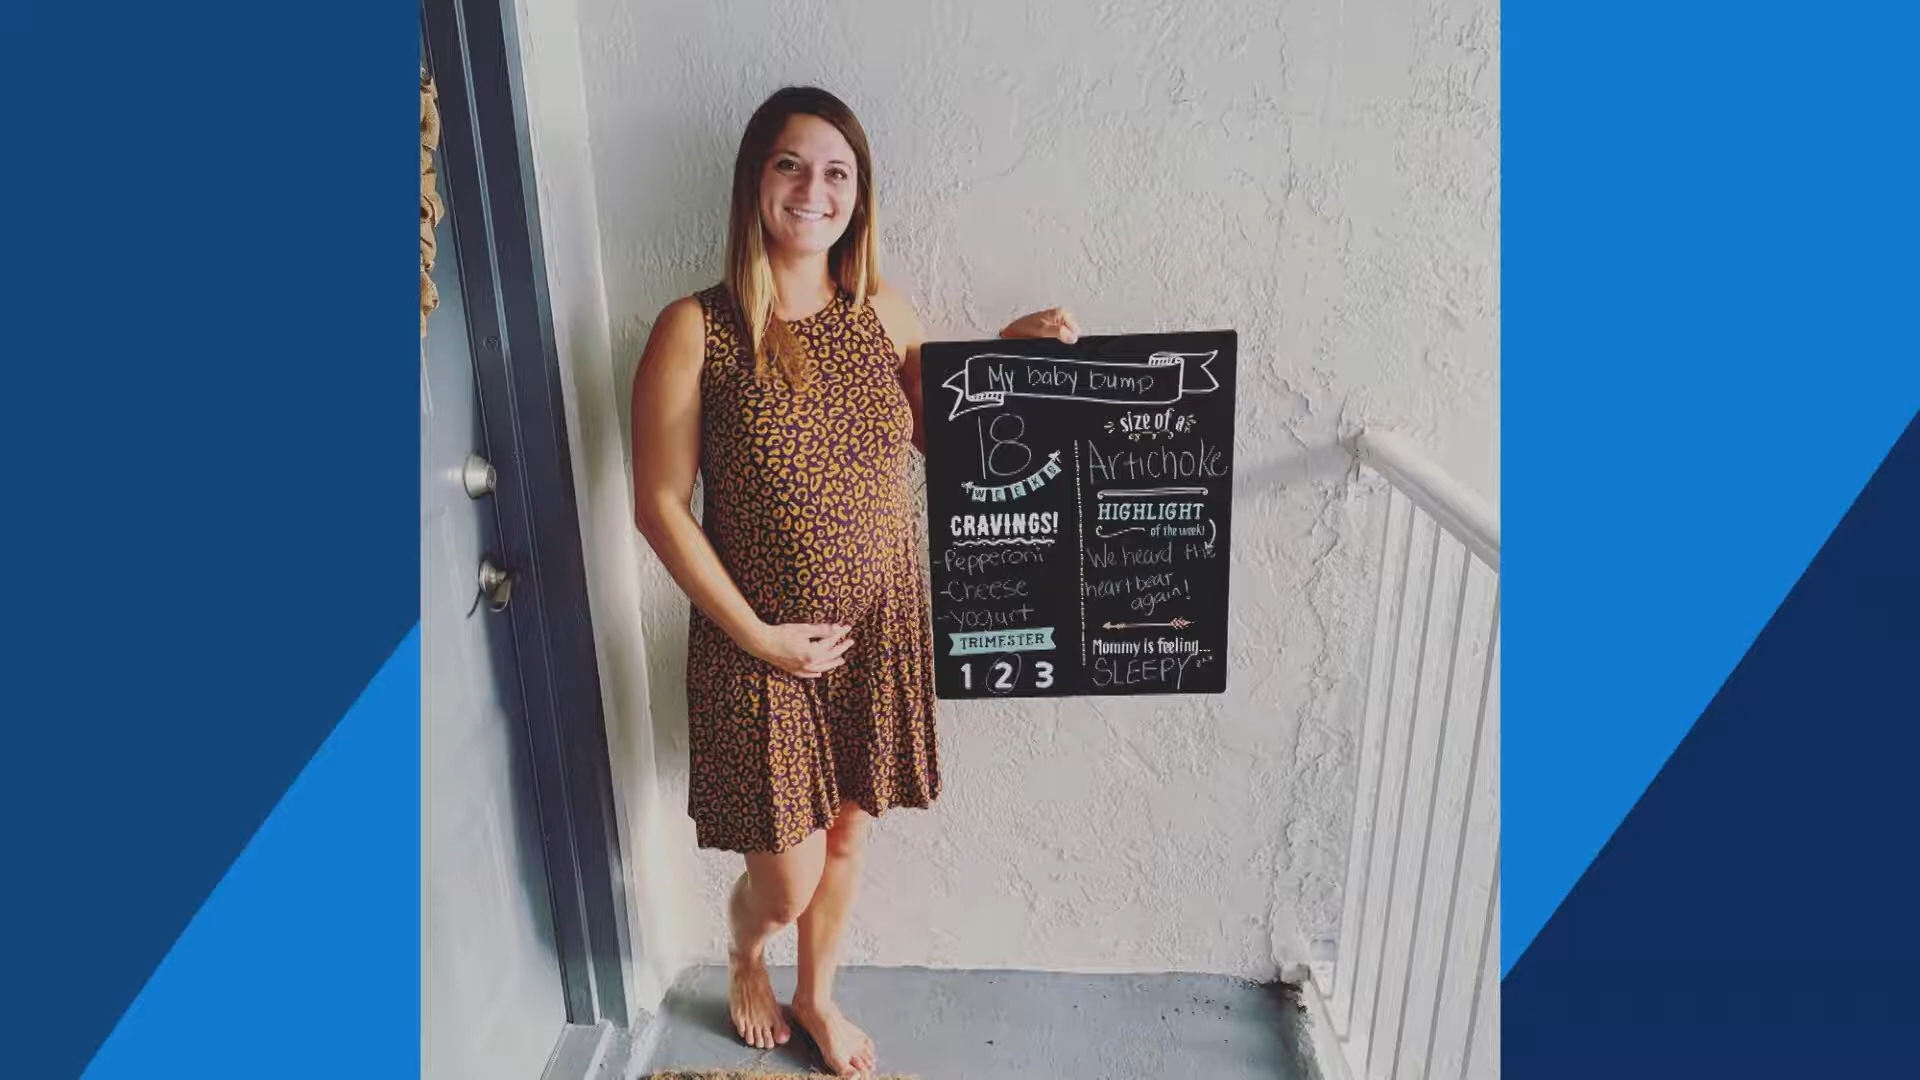 My baby bump
18
WEEKS
CRAVINGS!
-Pepperoni
-Cheese
-Yogurt
TRIMESTER
1 2 3
size of a
Artichoke
HIGHLIGHT
of the week!
We heard the
heartbeat
again!
Mommy is feeling...
SLEEPY